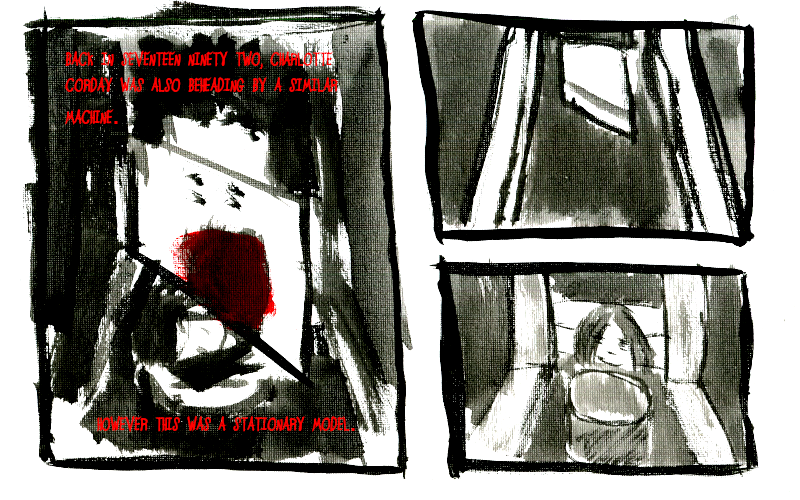 BACK IN SEVENTEEN NINETY TWO, CHARLOTTE
CORDAY WAS ALSO BEHEADING BY A SIMILAR
MACHINE.
HOWEVER THIS WAS A STATIONARY MODEL.